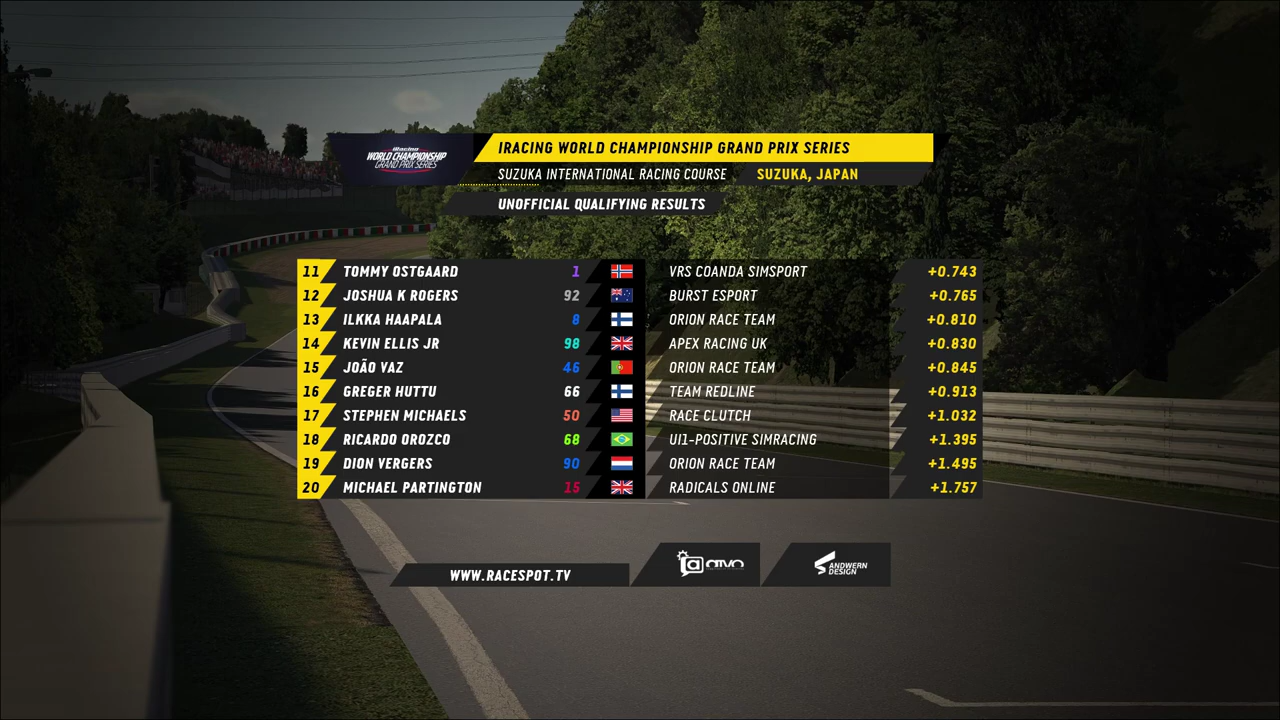 iRacing
WORLD CHAMPIONSHIP
GRAND PRIX SERIES
IRACING WORLD CHAMPIONSHIP GRAND PRIX SERIES
SUZUKA INTERNATIONAL RACING COURSE SUZUKA, JAPAN
UNOFFICIAL QUALIFYING RESULTS
11 TOMMY OSTGAARD 1 VRS COANDA SIMSPORT +0.743
12 JOSHUA K ROGERS 92 BURST ESPORT +0.765
13 ILKKA HAAPALA 8 ORION RACE TEAM +0.810
14 KEVIN ELLIS JR 98 APEX RACING UK +0.830
15 JOÃO VAZ 46 ORION RACE TEAM +0.845
16 GREGER HUTTU 66 TEAM REDLINE +0.913
17 STEPHEN MICHAELS 50 RACE CLUTCH +1.032
18 RICARDO OROZCO 68 UI1-POSITIVE SIMRACING +1.395
19 DION VERGERS 90 ORION RACE TEAM +1.495
20 MICHAEL PARTINGTON 15 RADICALS ONLINE +1.757
WWW.RACESPOT.TV
SANDWERN
DESIGN